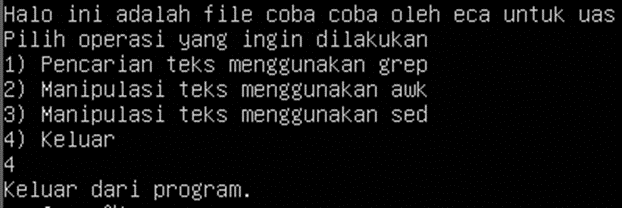 Halo ini adalah file coba coba oleh eca untuk uas
Pilih operasi yang ingin dilakukan
1) Pencarian teks menggunakan grep
2) Manipulasi teks menggunakan awk
3) Manipulasi teks menggunakan sed
4) Keluar
4
Keluar dari program.